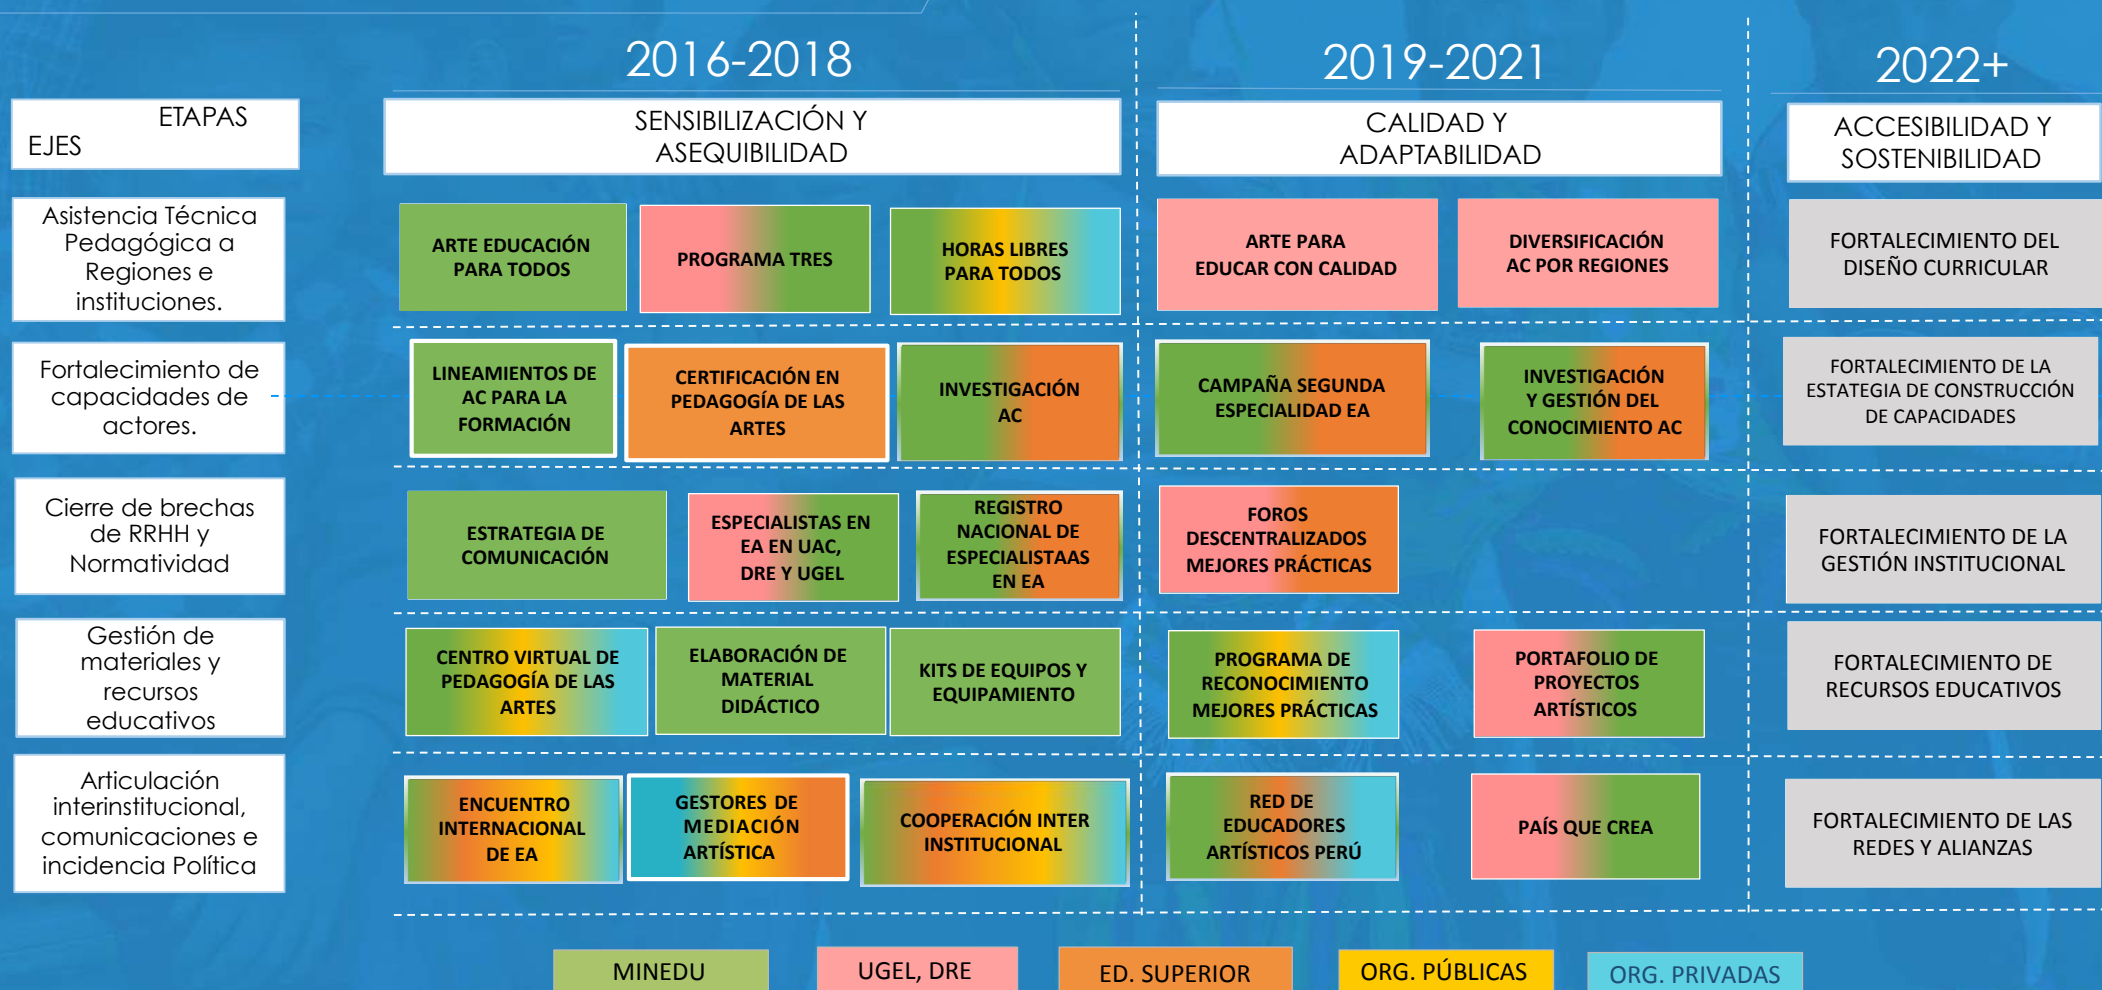 2016-2018
2019-2021
2022+
ETAPAS
EJES
SENSIBILIZACIÓN Y
ASEQUIBILIDAD
CALIDAD Y
ADAPTABILIDAD
ACCESIBILIDAD Y
SOSTENIBILIDAD
Asistencia Técnica
Pedagógica a
Regiones e
instituciones.
ARTE EDUCACIÓN
PARA TODOS
PROGRAMA TRES
HORAS LIBRES
PARA TODOS
ARTE PARA
EDUCAR CON CALIDAD
DIVERSIFICACIÓN
AC POR REGIONES
FORTALECIMIENTO DEL
DISEÑO CURRICULAR
Fortalecimiento de
capacidades de
actores.
LINEAMIENTOS DE
AC PARA LA
FORMACIÓN
CERTIFICACIÓN EN
PEDAGOGÍA DE LAS
ARTES
INVESTIGACIÓN
AC
CAMPAÑA SEGUNDA
ESPECIALIDAD EA
INVESTIGACIÓN
Y GESTIÓN DEL
CONOCIMIENTO AC
FORTALECIMIENTO DE LA
ESTATEGIA DE CONSTRUCCIÓN
DE CAPACIDADES
Cierre de brechas
de RRHH y
Normatividad
ESTRATEGIA DE
COMUNICACIÓN
ESPECIALISTAS EN
EA EN UAC,
DRE Y UGEL
REGISTRO
NACIONAL DE
ESPECIALISTAAS
EN EA
FOROS
DESCENTRALIZADOS
MEJORES PRÁCTICAS
FORTALECIMIENTO DE LA
GESTIÓN INSTITUCIONAL
Gestión de
materiales y
recursos
educativos
CENTRO VIRTUAL DE
PEDAGOGÍA DE LAS
ARTES
ELABORACIÓN DE
MATERIAL
DIDÁCTICO
KITS DE EQUIPOS Y
EQUIPAMIENTO
PROGRAMA DE
RECONOCIMIENTO
MEJORES PRÁCTICAS
PORTAFOLIO DE
PROYECTOS
ARTÍSTICOS
FORTALECIMIENTO DE
RECURSOS EDUCATIVOS
Articulación
interinstitucional,
comunicaciones e
incidencia Política
ENCUENTRO
INTERNACIONAL
DE EA
GESTORES DE
MEDIACIÓN
ARTÍSTICA
COOPERACIÓN INTER
INSTITUCIONAL
RED DE
EDUCADORES
ARTÍSTICOS PERÚ
PAÍS QUE CREA
FORTALECIMIENTO DE LAS
REDES Y ALIANZAS
MINEDU
UGEL, DRE
ED. SUPERIOR
ORG. PÚBLICAS
ORG. PRIVADAS